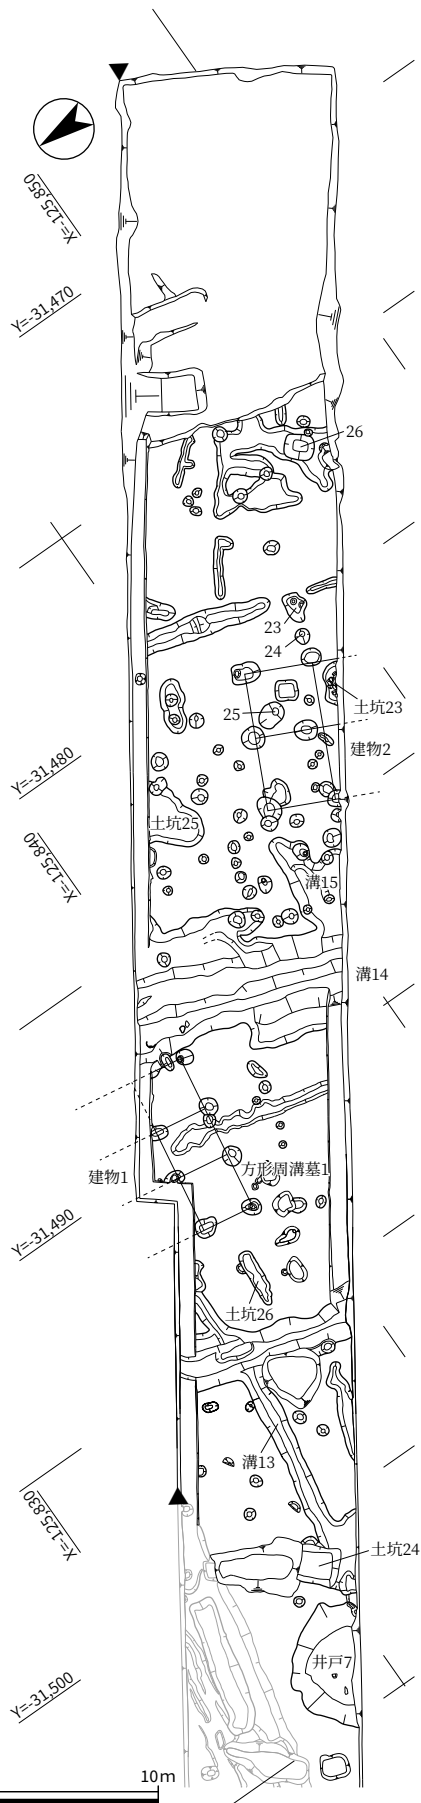 X=-125,850
Y=-31,470
26
23
24
土坑23
25
建物2
Y=-31,480
土坑25
X=-125,840
溝15
溝14
方形周溝墓1
建物1
Y=-31,490
土坑26
溝13
X=-125,830
土坑24
井戸7
Y=-31,500
10m